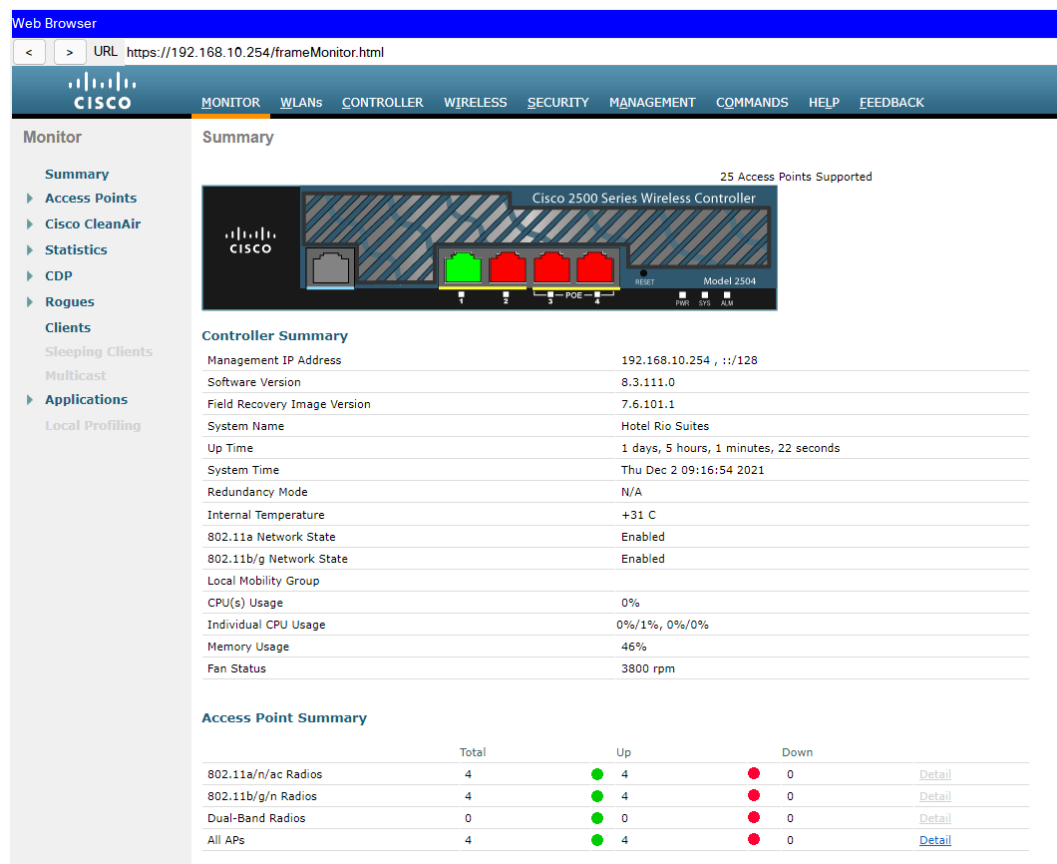 Web Browser
< > URL https://192.168.10.254/frameMonitor.html
CISCO MONITOR WLANs CONTROLLER WIRELESS SECURITY MANAGEMENT COMMANDS HELP FEEDBACK
Monitor
Summary
Access Points
Cisco CleanAir
Statistics
CDP
Rogues
Clients
Sleeping Clients
Multicast
Applications
Local Profiling
Summary
25 Access Points Supported
Cisco 2500 Series Wireless Controller
CISCO
RESET
Model 2504
1 2 3 POE 4
PWR SYS ALM
Controller Summary
Management IP Address 192.168.10.254 , ::/128
Software Version 8.3.111.0
Field Recovery Image Version 7.6.101.1
System Name Hotel Rio Suites
Up Time 1 days, 5 hours, 1 minutes, 22 seconds
System Time Thu Dec 2 09:16:54 2021
Redundancy Mode N/A
Internal Temperature +31 C
802.11a Network State Enabled
802.11b/g Network State Enabled
Local Mobility Group
CPU(s) Usage 0%
Individual CPU Usage 0%/1%, 0%/0%
Memory Usage 46%
Fan Status 3800 rpm
Access Point Summary
Total Up Down
802.11a/n/ac Radios 4 4 0 Detail
802.11b/g/n Radios 4 4 0 Detail
Dual-Band Radios 0 0 0 Detail
All APs 4 4 0 Detail